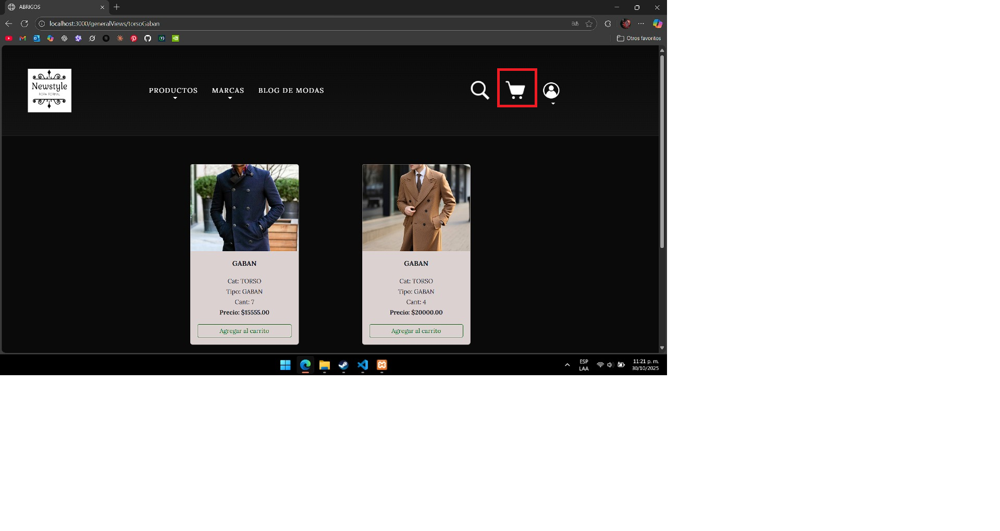 ABRIGOS
localhost:3000/generalViews/torsoGaban
Otros favoritos
Newstyle
ROPA FORMAL
PRODUCTOS MARCAS BLOG DE MODAS
GABAN
Cat: TORSO
Tipo: GABAN
Cant: 7
Precio: $15555.00
Agregar al carrito
GABAN
Cat: TORSO
Tipo: GABAN
Cant: 4
Precio: $20000.00
Agregar al carrito
ESP
LAA
11:21 p. m.
30/10/2025